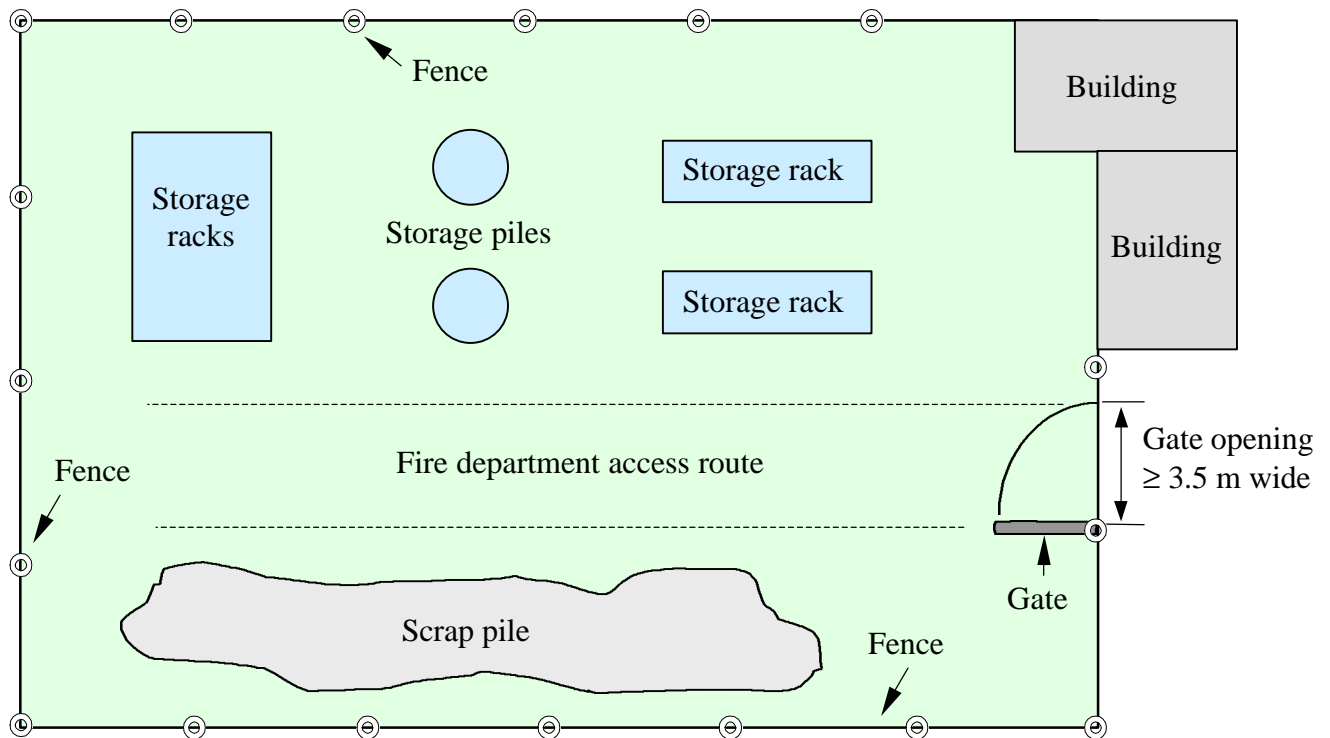 Fence
Building
Storage rack
Storage
racks
Storage piles
Building
Storage rack
Gate opening
≥ 3.5 m wide
Fire department access route
Fence
Gate
Scrap pile
Fence